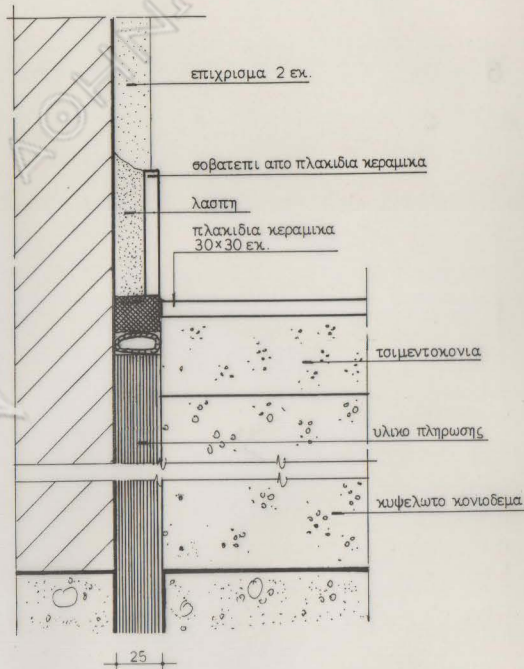 επιχρισμα 2 εκ.
σοβατεπι απο πλακιδια κεραμικα
λασπη
πλακιδια κεραμικα
30×30 εκ.
τσιμεντοκονια
υλικο πληρωσης
κυψελωτο κονιοδεμα
25